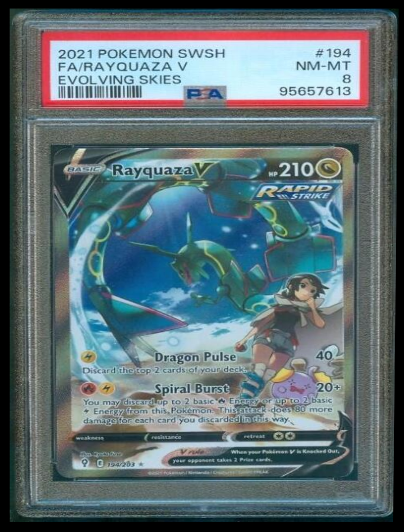 2021 POKEMON SWSH #194
FA/RAYQUAZA V NM-MT
EVOLVING SKIES 8
PSA 95657613
BASIC Rayquaza V HP 210
RAPID STRIKE
Dragon Pulse 40
Discard the top 2 cards of your deck.
Spiral Burst 20+
You may discard up to 2 basic Energy or up to 2 basic
Energy from this Pokémon. This attack does 80 more
damage for each card you discarded in this way.
weakness resistance retreat
V rule When your Pokémon V is Knocked Out,
your opponent takes 2 Prize cards.
194/203